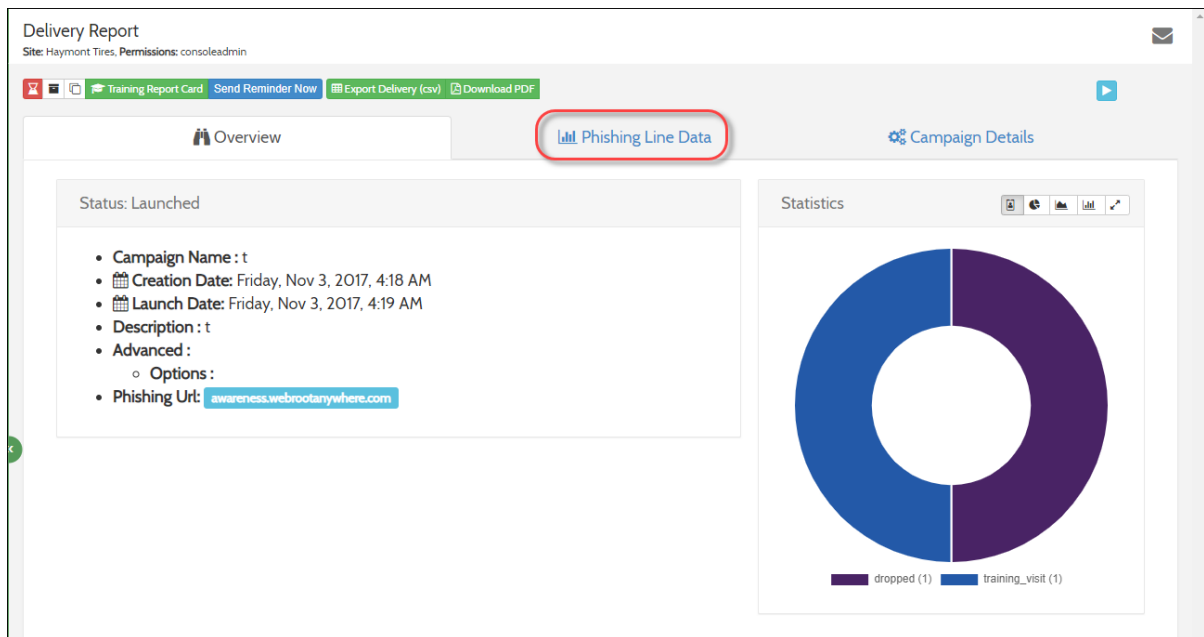 Delivery Report
Site: Haymont Tires, Permissions: consoleadmin
Training Report Card Send Reminder Now Export Delivery (csv) Download PDF
Overview Phishing Line Data Campaign Details
Status: Launched
Campaign Name : t
Creation Date: Friday, Nov 3, 2017, 4:18 AM
Launch Date: Friday, Nov 3, 2017, 4:19 AM
Description : t
Advanced :
Options :
Phishing Url: awareness.webrootanywhere.com
Statistics
dropped (1) training_visit (1)